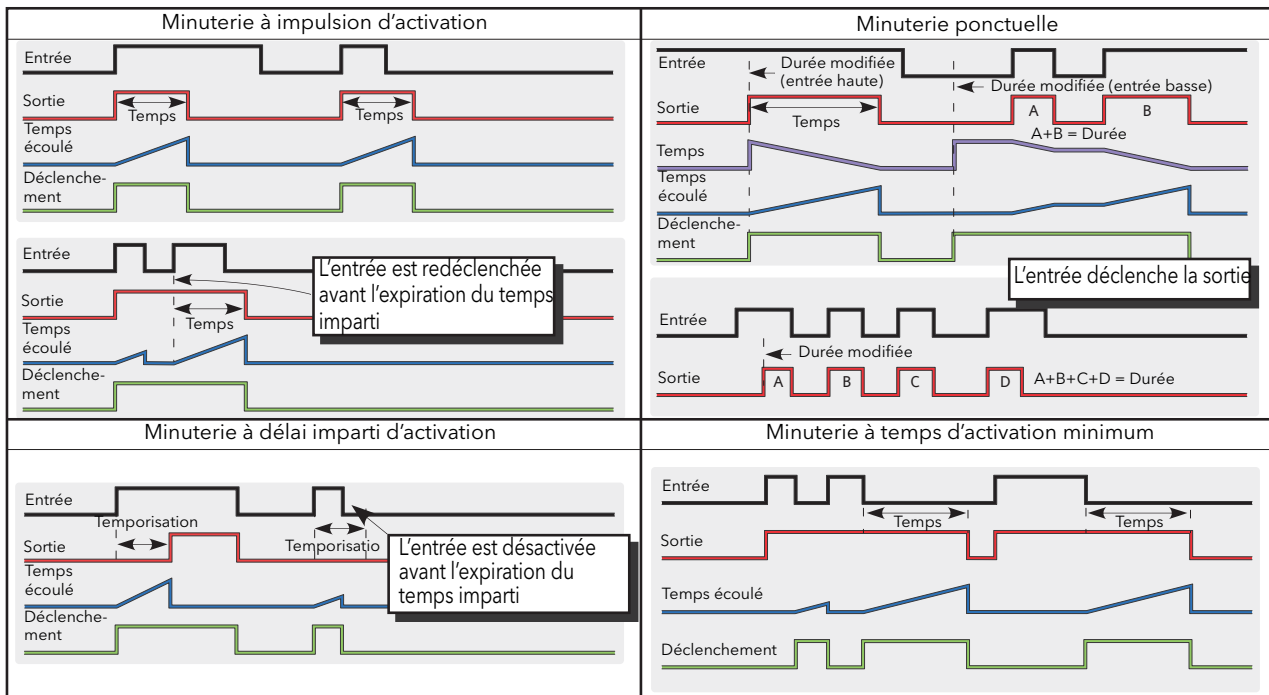 Minuterie à impulsion d'activation
Entrée
Sortie
Temps
Temps
Temps
écoulé
Déclenche-
ment
Entrée
L'entrée est redéclenchée
avant l'expiration du temps
imparti
Sortie
Temps
Temps
écoulé
Déclenche-
ment
Minuterie ponctuelle
Entrée
Durée modifiée
(entrée haute)
Durée modifiée (entrée basse)
Sortie
Temps
A
B
A+B = Durée
Temps
Temps
écoulé
Déclenche-
ment
L'entrée déclenche la sortie
Entrée
Durée modifiée
Sortie
A
B
C
D
A+B+C+D = Durée
Minuterie à délai imparti d'activation
Entrée
Temporisation
Temporisatio
Sortie
L'entrée est désactivée
avant l'expiration du
temps imparti
Temps
écoulé
Déclenche-
ment
Minuterie à temps d'activation minimum
Entrée
Temps
Temps
Sortie
Temps écoulé
Déclenchement